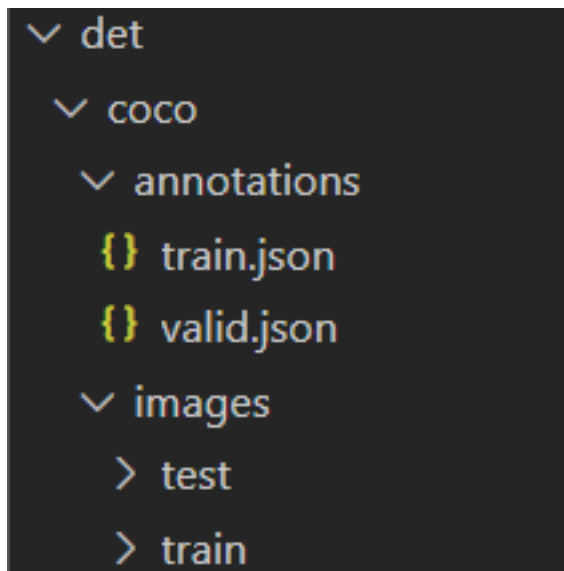 det
coco
annotations
{} train.json
{} valid.json
images
test
train